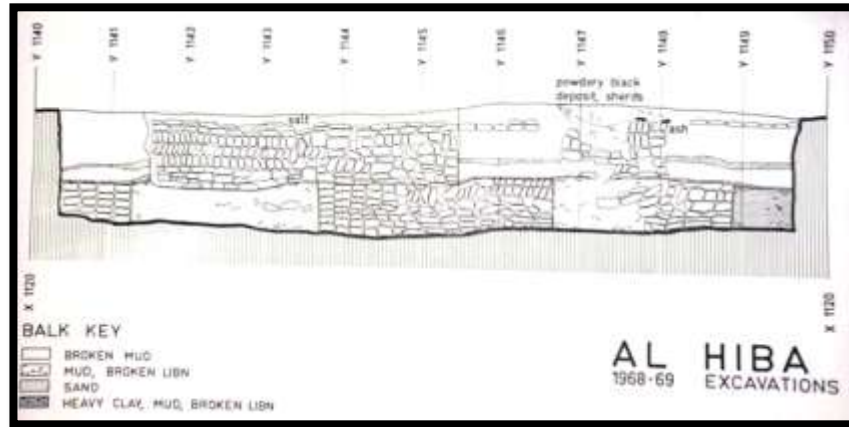 Y 1140
Y 1141
Y 1142
Y 1143
Y 1144
Y 1145
Y 1146
Y 1147
Y 1148
Y 1149
Y 1150
powdery black
deposit, sherds
salt
ash
X 1120
X 1120
BALK KEY
BROKEN MUD
MUD, BROKEN LIBN
SAND
HEAVY CLAY, MUD, BROKEN LIBN
AL HIBA
1968-69 EXCAVATIONS